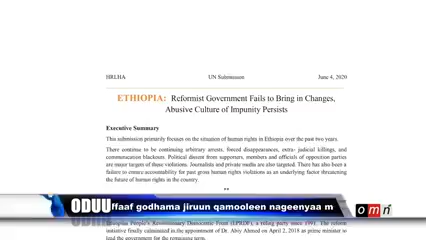 HRLHA UN Submission June 4, 2020
ETHIOPIA: Reformist Government Fails to Bring in Changes,
Abusive Culture of Impunity Persists
Executive Summary
This submission primarily focuses on the situation of human rights in Ethiopia over the past two years.
There continue to be continuing arbitrary arrests, forced disappearances, extra- judicial killings, and
communication blackouts. Political dissent from supporters, members and officials of opposition parties
are major targets of these violations. Journalists and private media are also targeted. There has also been a
failure to ensure accountability for past gross human rights violations as an underlying factor threatening
the future of human rights in the country.
ODUU
ffaaf godhama jiruun qamooleen nageenyaa m
omn
Ethiopian People's Revolutionary Democratic Front (EPRDF), a ruling party since 1991. The reform
initiative finally culminated in the appointment of Dr. Abiy Ahmed on April 2, 2018 as prime minister to
lead the government for the remaining term.